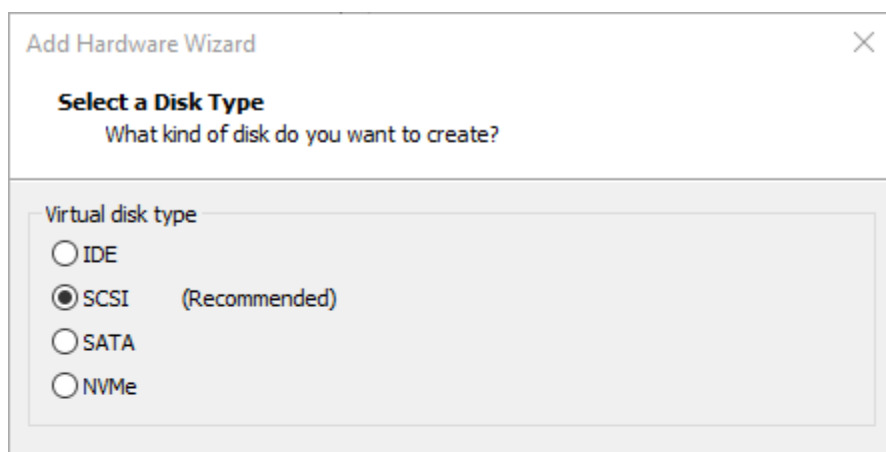 Add Hardware Wizard
Select a Disk Type
What kind of disk do you want to create?
Virtual disk type
IDE
SCSI (Recommended)
SATA
NVMe